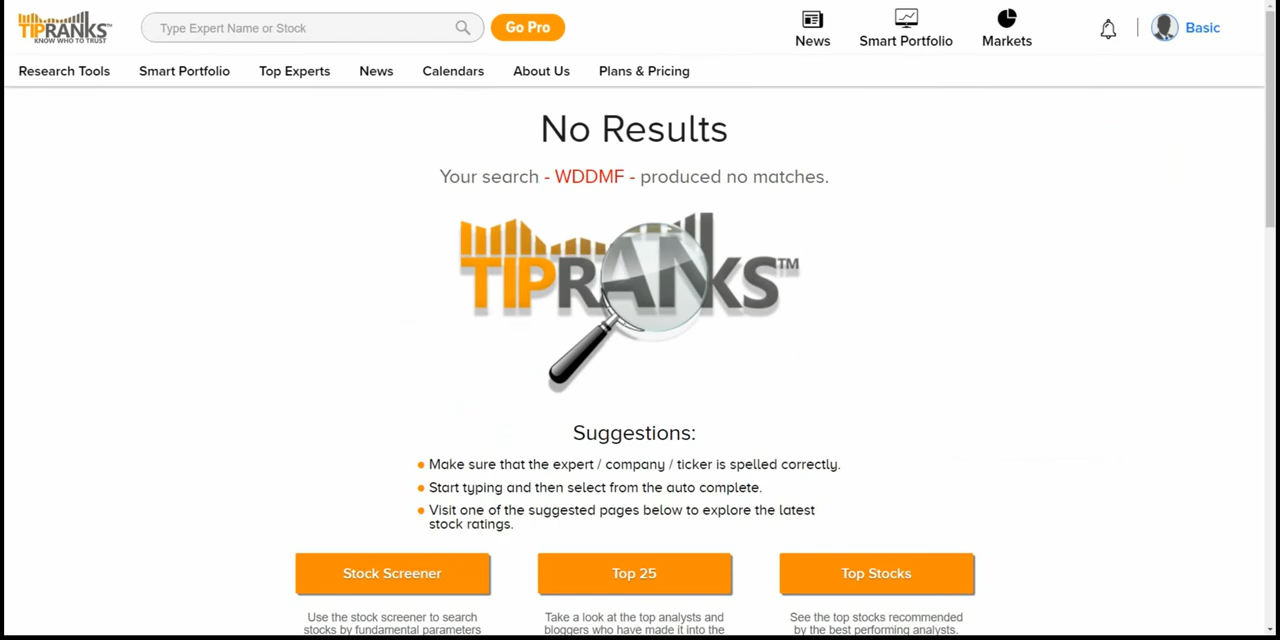 TIPRANKS™
KNOW WHO TO TRUST
Type Expert Name or Stock
Go Pro
News
Smart Portfolio
Markets
Basic
Research Tools
Smart Portfolio
Top Experts
News
Calendars
About Us
Plans & Pricing
No Results
Your search - WDDMF - produced no matches.
TIPRANKS™
Suggestions:
Make sure that the expert / company / ticker is spelled correctly.
Start typing and then select from the auto complete.
Visit one of the suggested pages below to explore the latest
stock ratings.
Stock Screener
Top 25
Top Stocks
Use the stock screener to search
stocks by fundamental parameters
Take a look at the top analysts and
bloggers who have made it into the
See the top stocks recommended
by the best performing analysts.